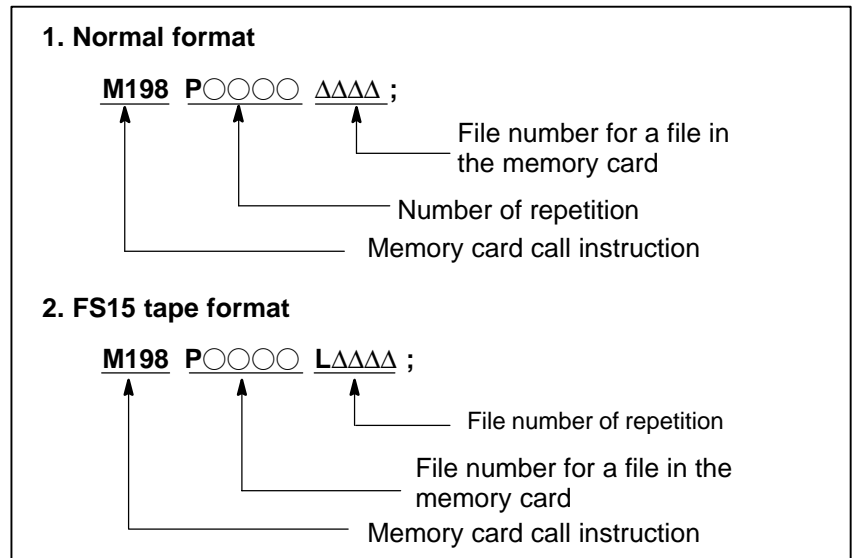 1. Normal format
M198 P○○○○ ΔΔΔΔ ;
File number for a file in
the memory card
Number of repetition
Memory card call instruction
2. FS15 tape format
M198 P○○○○ LΔΔΔΔ ;
File number of repetition
File number for a file in the
memory card
Memory card call instruction